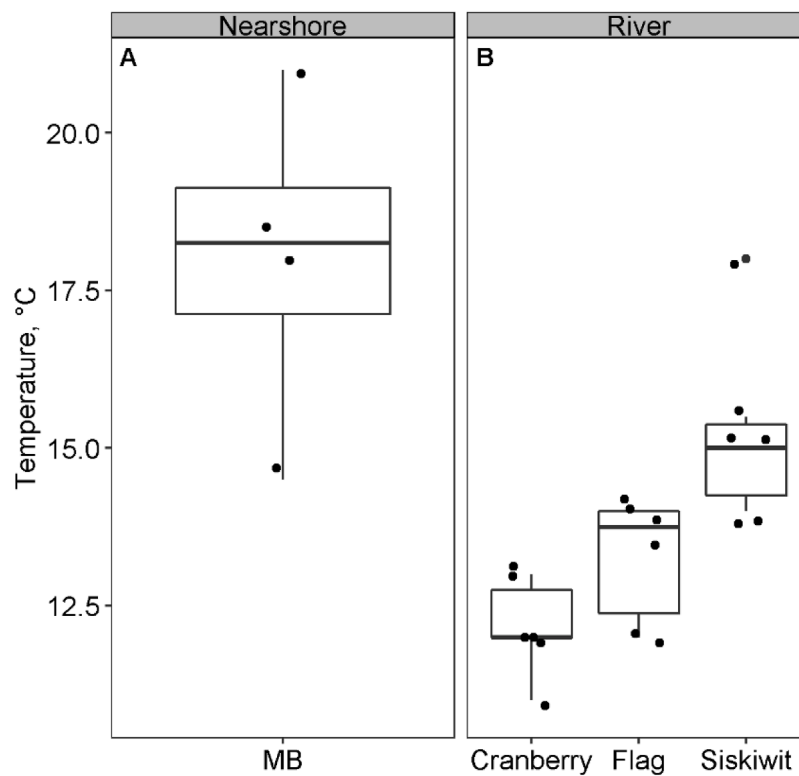 Nearshore
River
A
B
Temperature, °C
20.0
17.5
15.0
12.5
MB
Cranberry
Flag
Siskiwit